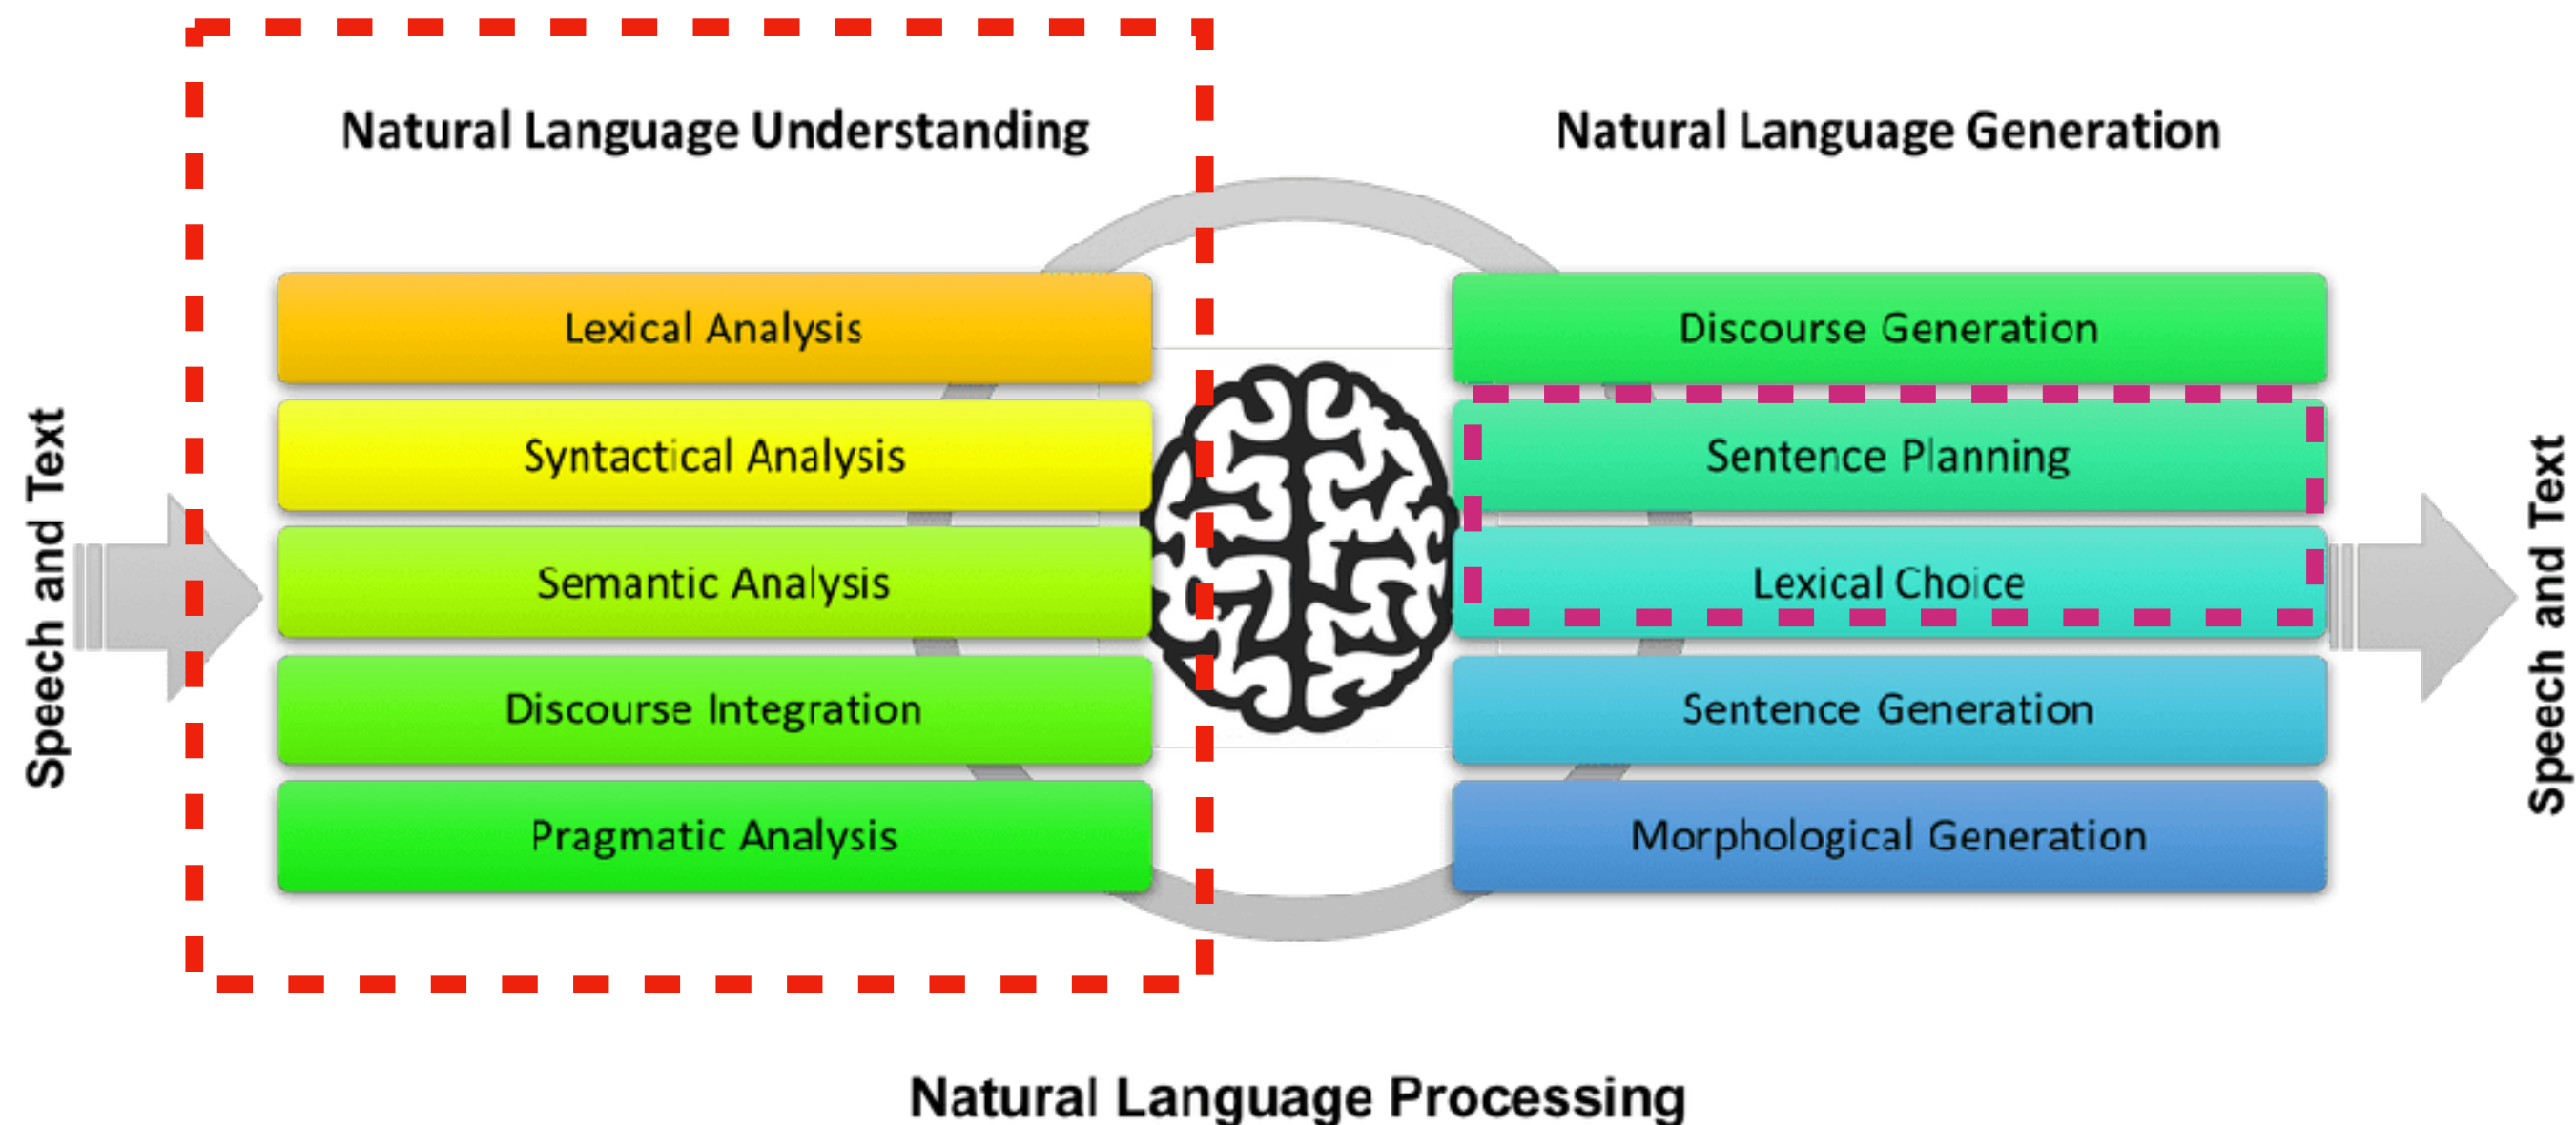 Natural Language Understanding
Natural Language Generation
Speech and Text
Lexical Analysis
Syntactical Analysis
Semantic Analysis
Discourse Integration
Pragmatic Analysis
Discourse Generation
Sentence Planning
Lexical Choice
Sentence Generation
Morphological Generation
Speech and Text
Natural Language Processing